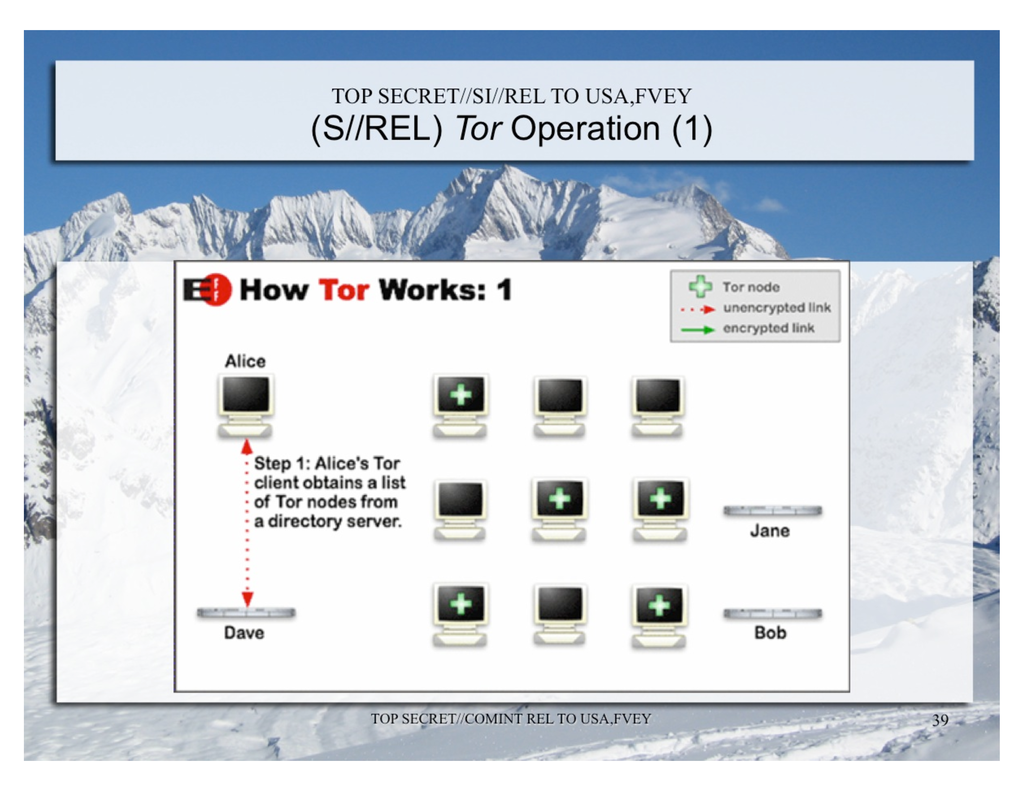 TOP SECRET//SI//REL TO USA,FVEY
(S//REL) Tor Operation (1)
EFF How Tor Works: 1
Tor node
unencrypted link
encrypted link
Alice
Step 1: Alice's Tor
client obtains a list
of Tor nodes from
a directory server.
Jane
Dave
Bob
TOP SECRET//COMINT REL TO USA,FVEY
39